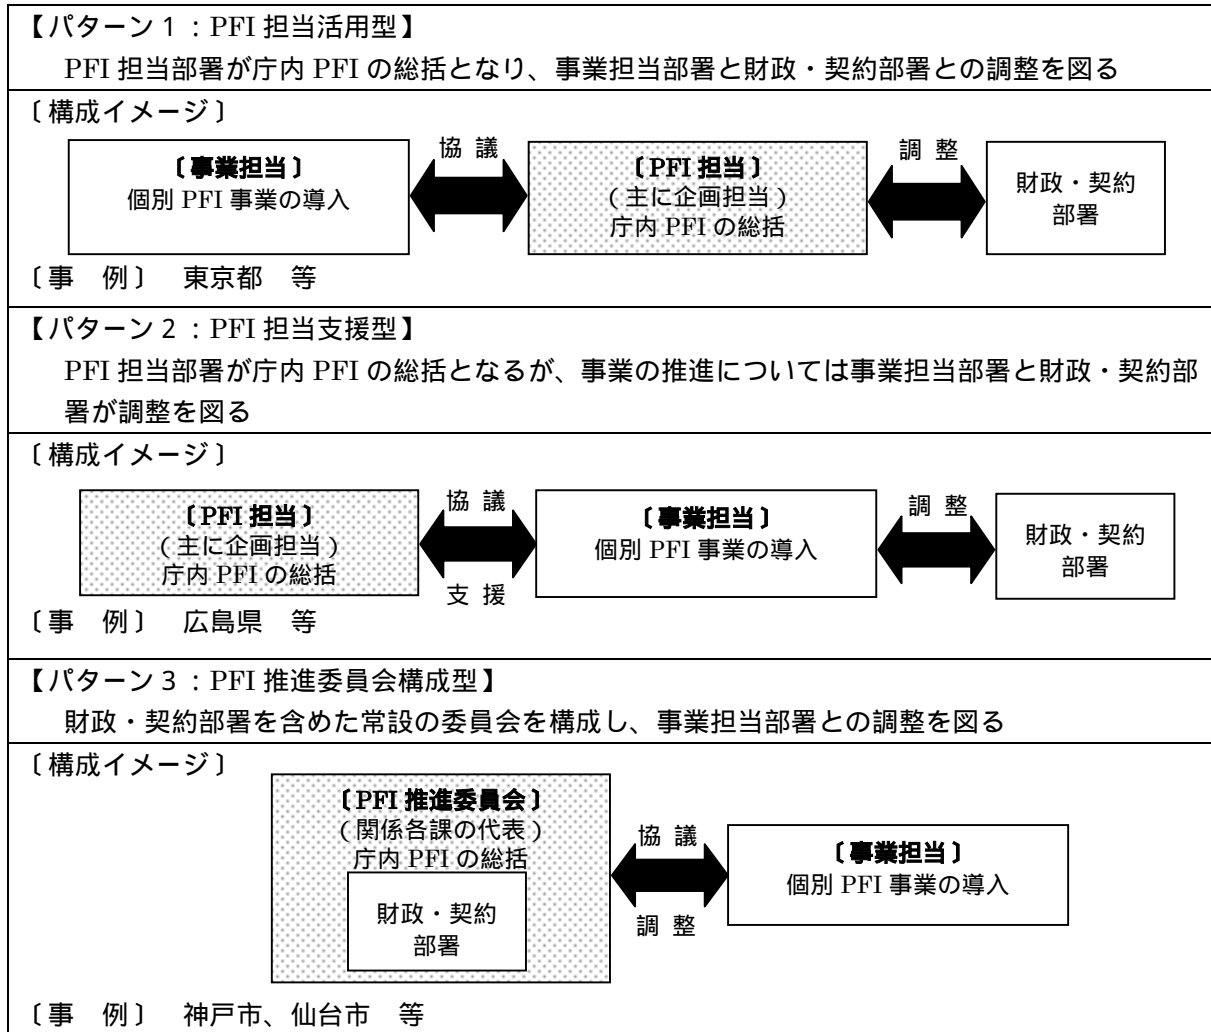 【パターン１：PFI 担当活用型】
PFI 担当部署が庁内 PFI の総括となり、事業担当部署と財政・契約部署との調整を図る
〔構成イメージ〕
〔事業担当〕
個別 PFI 事業の導入
協 議
〔PFI 担当〕
（主に企画担当）
庁内 PFI の総括
調 整
財政・契約
部署
〔事　例〕　東京都　等
【パターン２：PFI 担当支援型】
PFI 担当部署が庁内 PFI の総括となるが、事業の推進については事業担当部署と財政・契約部
署が調整を図る
〔構成イメージ〕
〔PFI 担当〕
（主に企画担当）
庁内 PFI の総括
協 議
支 援
〔事業担当〕
個別 PFI 事業の導入
調 整
財政・契約
部署
〔事　例〕　広島県　等
【パターン３：PFI 推進委員会構成型】
財政・契約部署を含めた常設の委員会を構成し、事業担当部署との調整を図る
〔構成イメージ〕
〔PFI 推進委員会〕
（関係各課の代表）
庁内 PFI の総括
財政・契約
部署
協 議
調 整
〔事業担当〕
個別 PFI 事業の導入
〔事　例〕　神戸市、仙台市　等